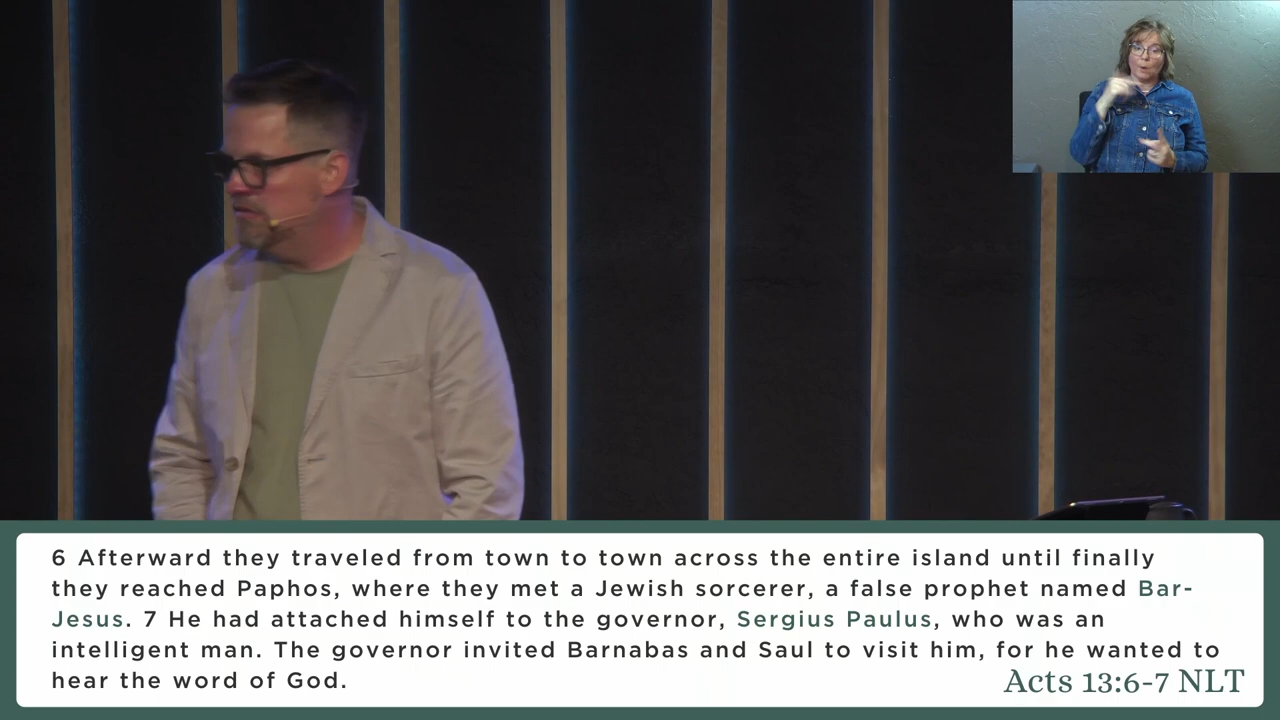 6 Afterward they traveled from town to town across the entire island until finally
they reached Paphos, where they met a Jewish sorcerer, a false prophet named Bar-
Jesus. 7 He had attached himself to the governor, Sergius Paulus, who was an
intelligent man. The governor invited Barnabas and Saul to visit him, for he wanted to
hear the word of God.
Acts 13:6-7 NLT